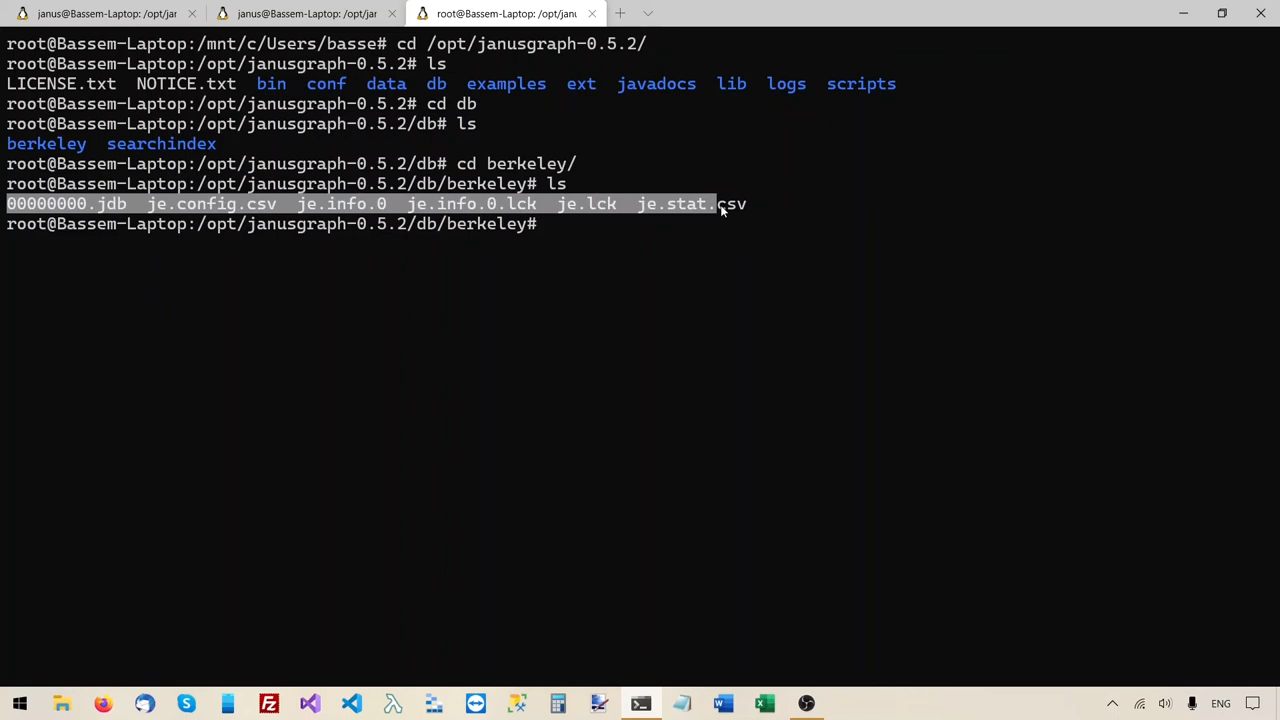 janus@Bassem-Laptop: /opt/jar
janus@Bassem-Laptop: /opt/jar
root@Bassem-Laptop: /opt/janu
root@Bassem-Laptop:/mnt/c/Users/basse# cd /opt/janusgraph-0.5.2/
root@Bassem-Laptop:/opt/janusgraph-0.5.2# ls
LICENSE.txt NOTICE.txt bin conf data db examples ext javadocs lib logs scripts
root@Bassem-Laptop:/opt/janusgraph-0.5.2# cd db
root@Bassem-Laptop:/opt/janusgraph-0.5.2/db# ls
berkeley searchindex
root@Bassem-Laptop:/opt/janusgraph-0.5.2/db# cd berkeley/
root@Bassem-Laptop:/opt/janusgraph-0.5.2/db/berkeley# ls
00000000.jdb je.config.csv je.info.0 je.info.0.lck je.lck je.stat.csv
root@Bassem-Laptop:/opt/janusgraph-0.5.2/db/berkeley#
ENG